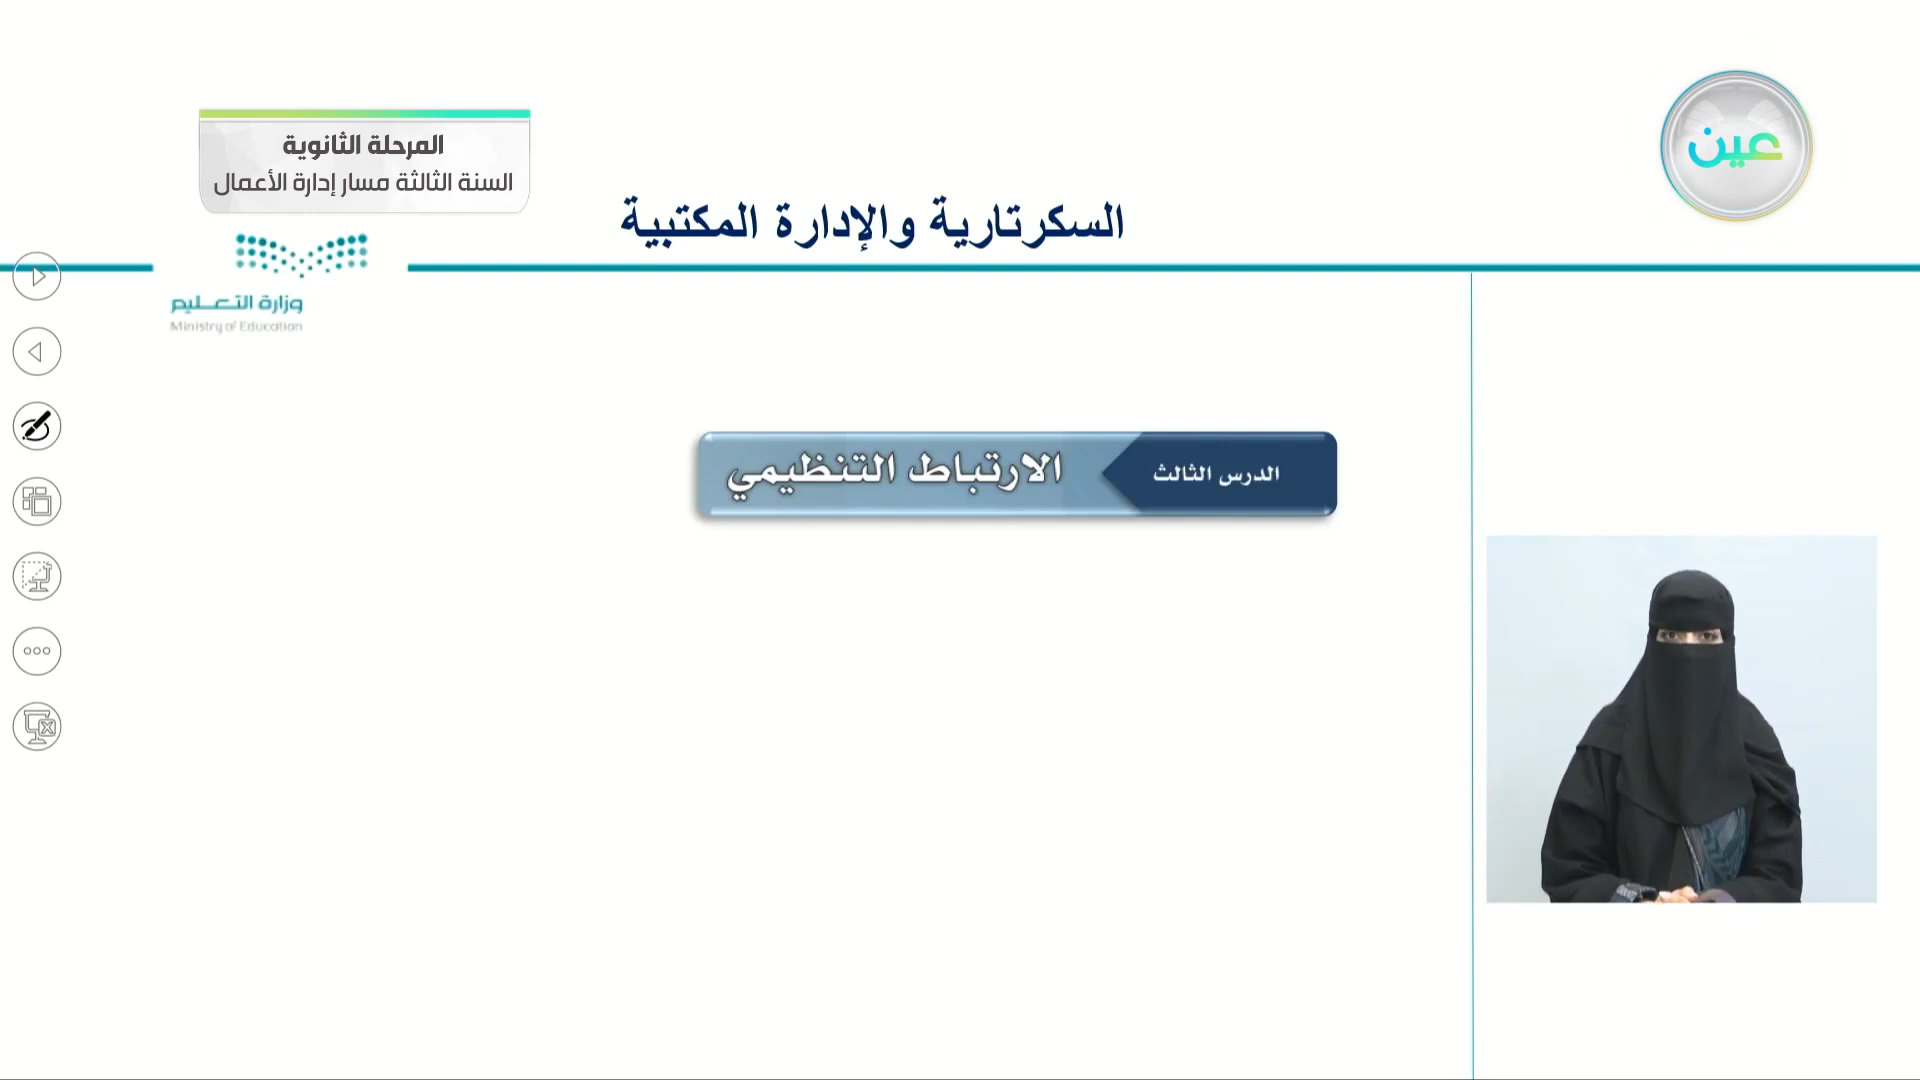 المرحلة الثانوية
السنة الثالثة مسار إدارة الأعمال
عين
السكرتارية والإدارة المكتبية
وزارة التعـليم
Ministry of Education
الدرس الثالث
الارتباط التنظيمي